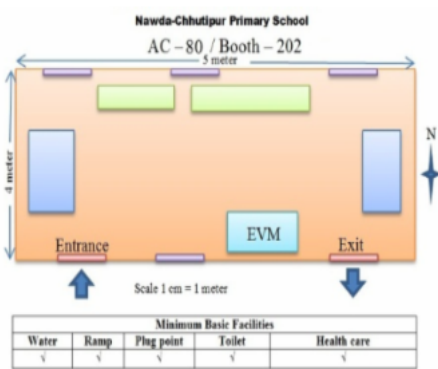 Nawda-Chhutipur Primary School
AC – 80 / Booth – 202
5 meter
4 meter
N
EVM
Entrance
Exit
Scale 1 cm = 1 meter
Minimum Basic Facilities
Water Ramp Plug point Toilet Health care
√ √ √ √ √